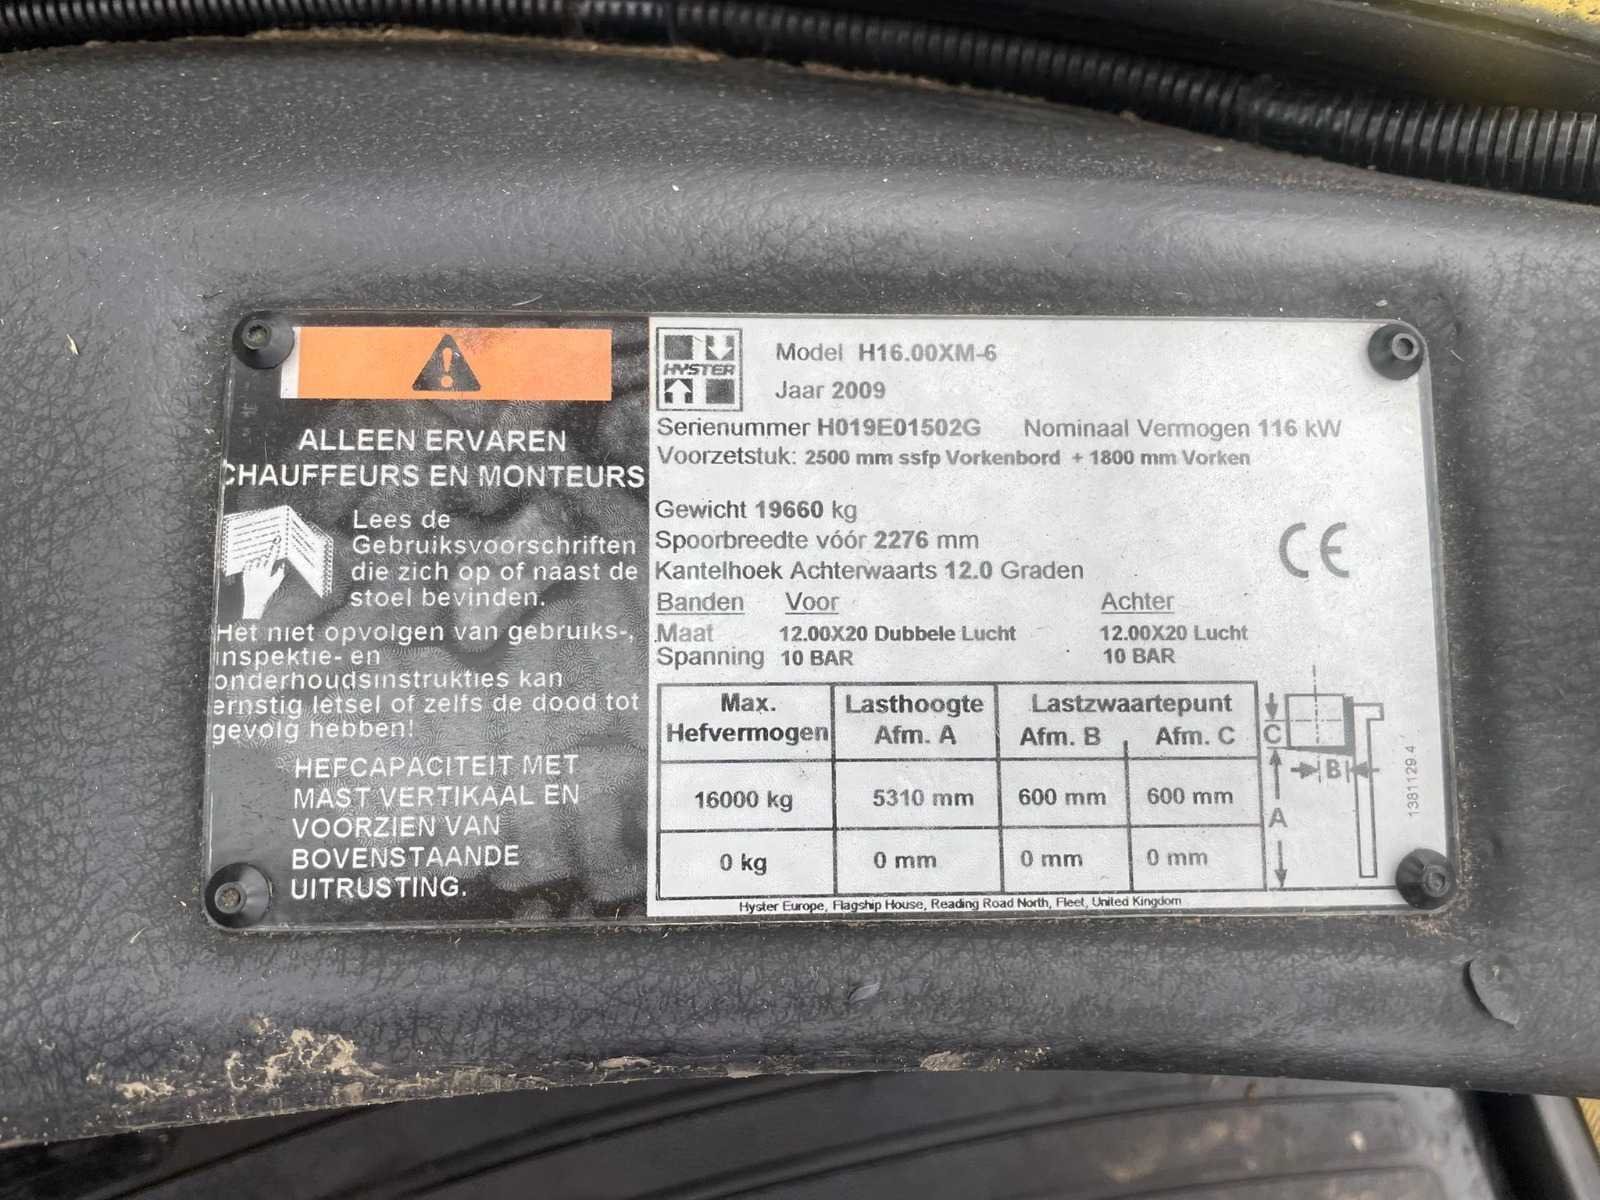 ALLEEN ERVAREN
CHAUFFEURS EN MONTEURS
Lees de
Gebruiksvoorschriften
die zich op of naast de
stoel bevinden.
Het niet opvolgen van gebruiks-,
inspektie- en
onderhoudsinstrukties kan
ernstig letsel of zelfs de dood tot
gevolg hebben!
HEFCAPACITEIT MET
MAST VERTIKAAL EN
VOORZIEN VAN
BOVENSTAANDE
UITRUSTING.
HYSTER
Model H16.00XM-6
Jaar 2009
Serienummer H019E01502G Nominaal Vermogen 116 kW
Voorzetstuk: 2500 mm ssfp Vorkenbord + 1800 mm Vorken
Gewicht 19660 kg
Spoorbreedte vóór 2276 mm
Kantelhoek Achterwaarts 12.0 Graden
CE
Banden Voor Achter
Maat 12.00X20 Dubbele Lucht 12.00X20 Lucht
Spanning 10 BAR 10 BAR
Max. Lasthoogte Lastzwaartepunt
Hefvermogen Afm. A Afm. B Afm. C
16000 kg 5310 mm 600 mm 600 mm
0 kg 0 mm 0 mm 0 mm
C
B
A
1381129.4
Hyster Europe, Flagship House, Reading Road North, Fleet, United Kingdom